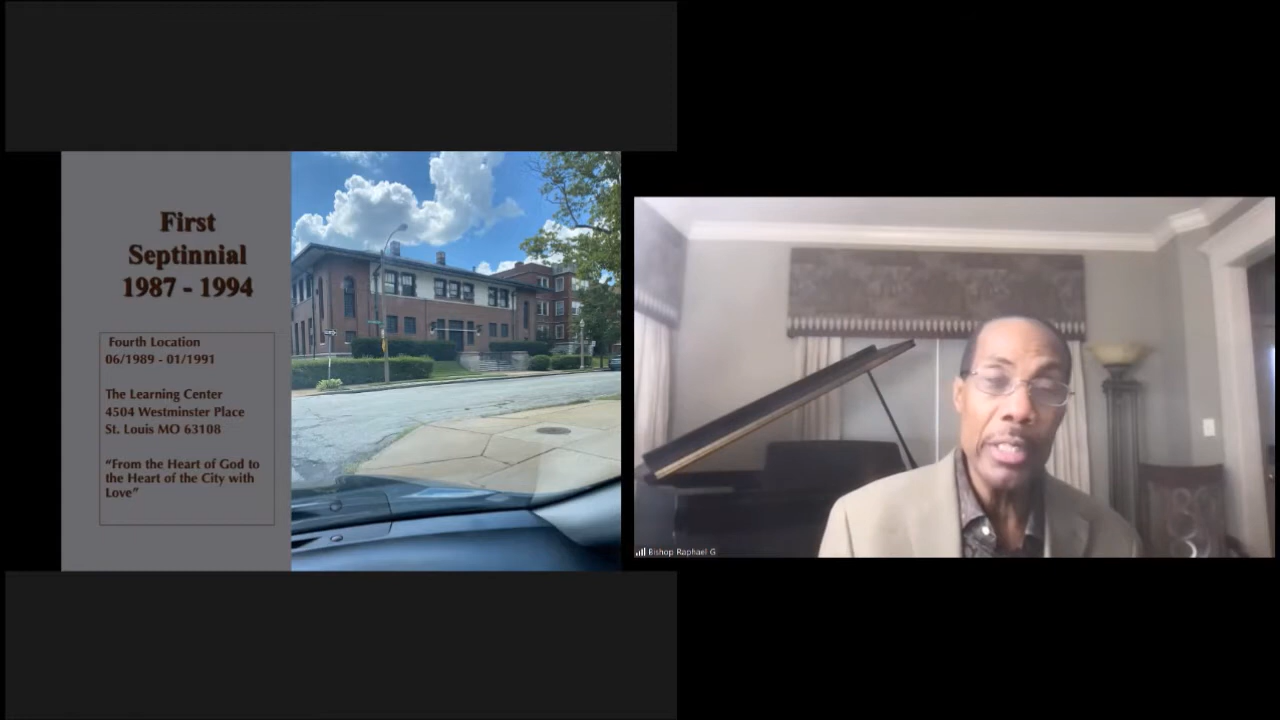 First
Septinnial
1987 - 1994
Fourth Location
06/1989 - 01/1991
The Learning Center
4504 Westminster Place
St. Louis MO 63108
“From the Heart of God to
the Heart of the City with
Love”
Bishop Raphael G